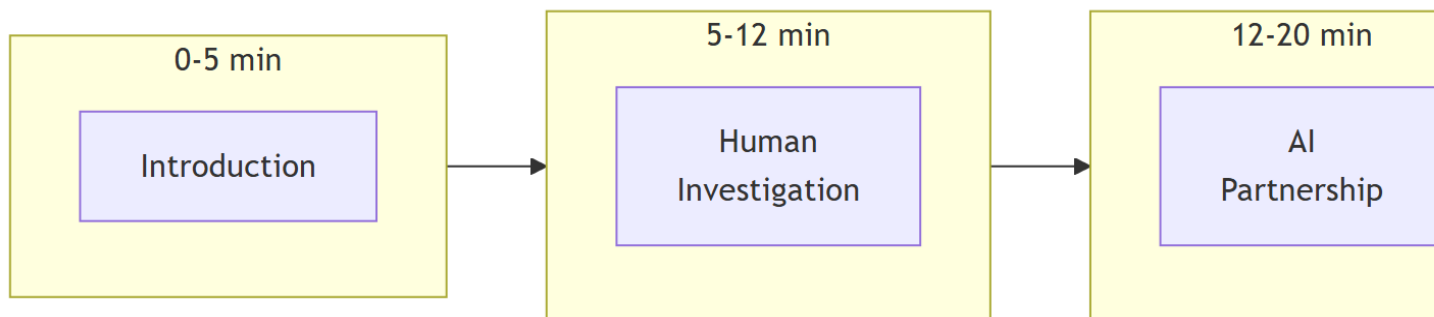 0-5 min
Introduction
5-12 min
Human
Investigation
12-20 min
AI
Partnership